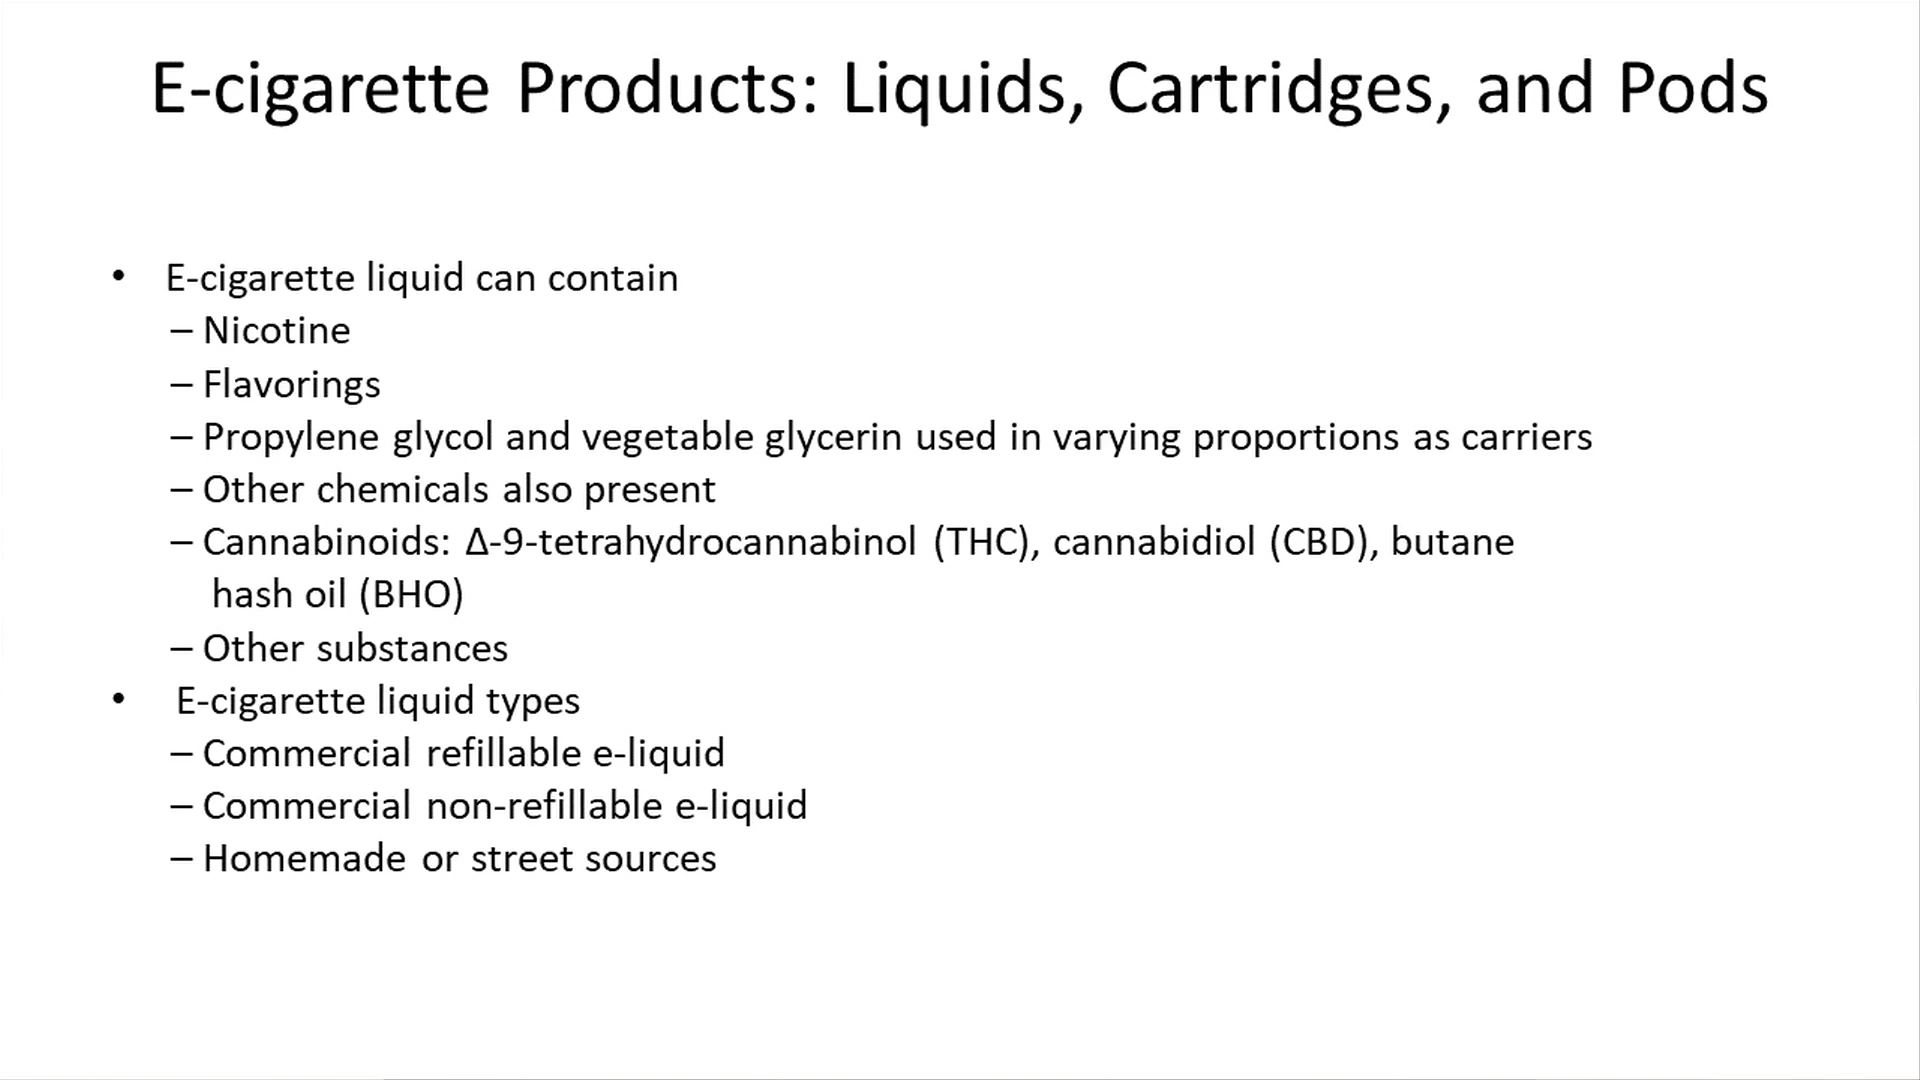 E-cigarette Products: Liquids, Cartridges, and Pods
• E-cigarette liquid can contain
– Nicotine
– Flavorings
– Propylene glycol and vegetable glycerin used in varying proportions as carriers
– Other chemicals also present
– Cannabinoids: Δ-9-tetrahydrocannabinol (THC), cannabidiol (CBD), butane
hash oil (BHO)
– Other substances
• E-cigarette liquid types
– Commercial refillable e-liquid
– Commercial non-refillable e-liquid
– Homemade or street sources